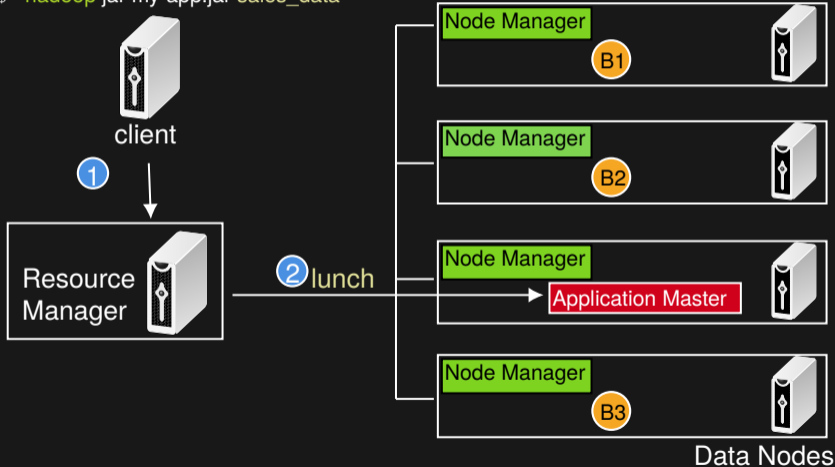 $ hadoop jar my-app.jar sales_data
client
1
Resource
Manager
2 lunch
Node Manager
B1
Node Manager
B2
Node Manager
Application Master
Node Manager
B3
Data Nodes